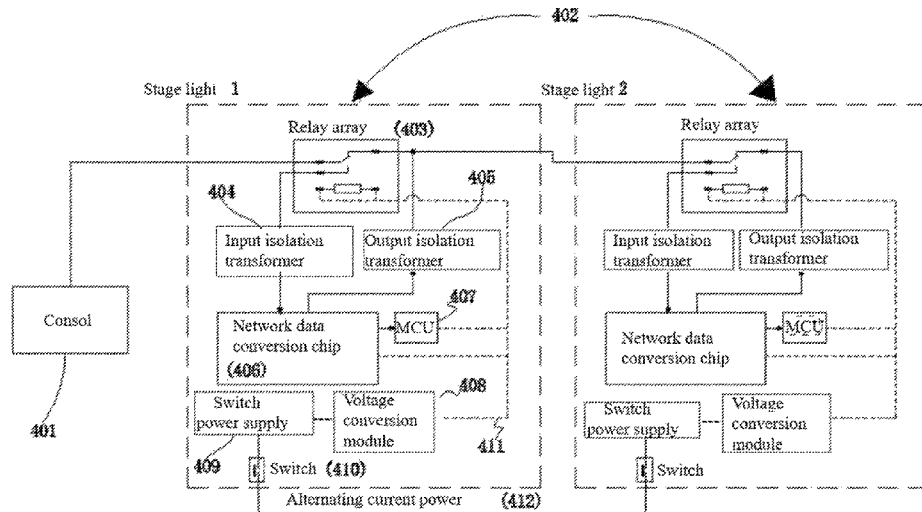 402
Stage light 1
Stage light 2
Relay array
(403)
Relay array
404
405
Input isolation
transformer
Output isolation
transformer
Input isolation
transformer
Output isolation
transformer
Consol
401
Network data
conversion chip
(406)
MCU
407
Network data
conversion chip
MCU
408
Switch
power supply
Voltage
conversion
module
411
409
Switch
power supply
Voltage
conversion
module
Switch (410)
Switch
Alternating current power (412)